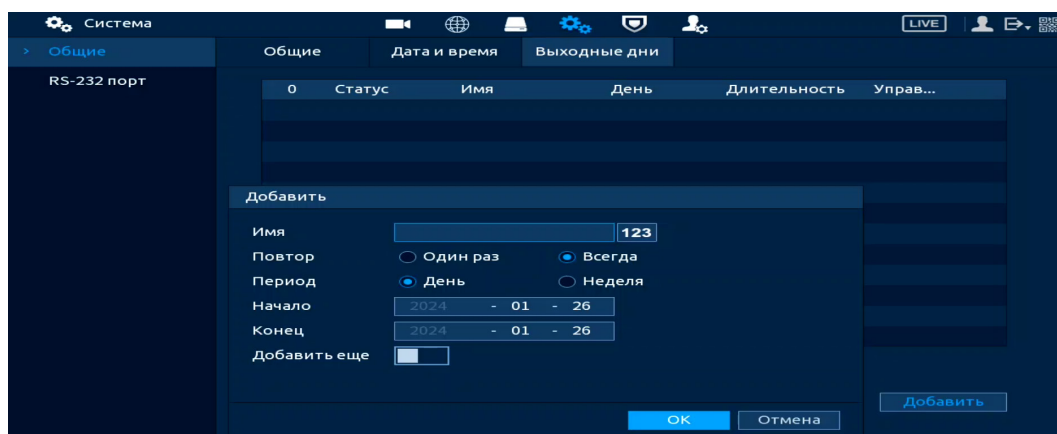 Система LIVE
Общие Общие Дата и время Выходные дни
RS-232 порт
0 Статус Имя День Длительность Управ...
Добавить
Имя 123
Повтор Один раз Всегда
Период День Неделя
Начало 2024 - 01 - 26
Конец 2024 - 01 - 26
Добавить еще
Добавить
OK Отмена